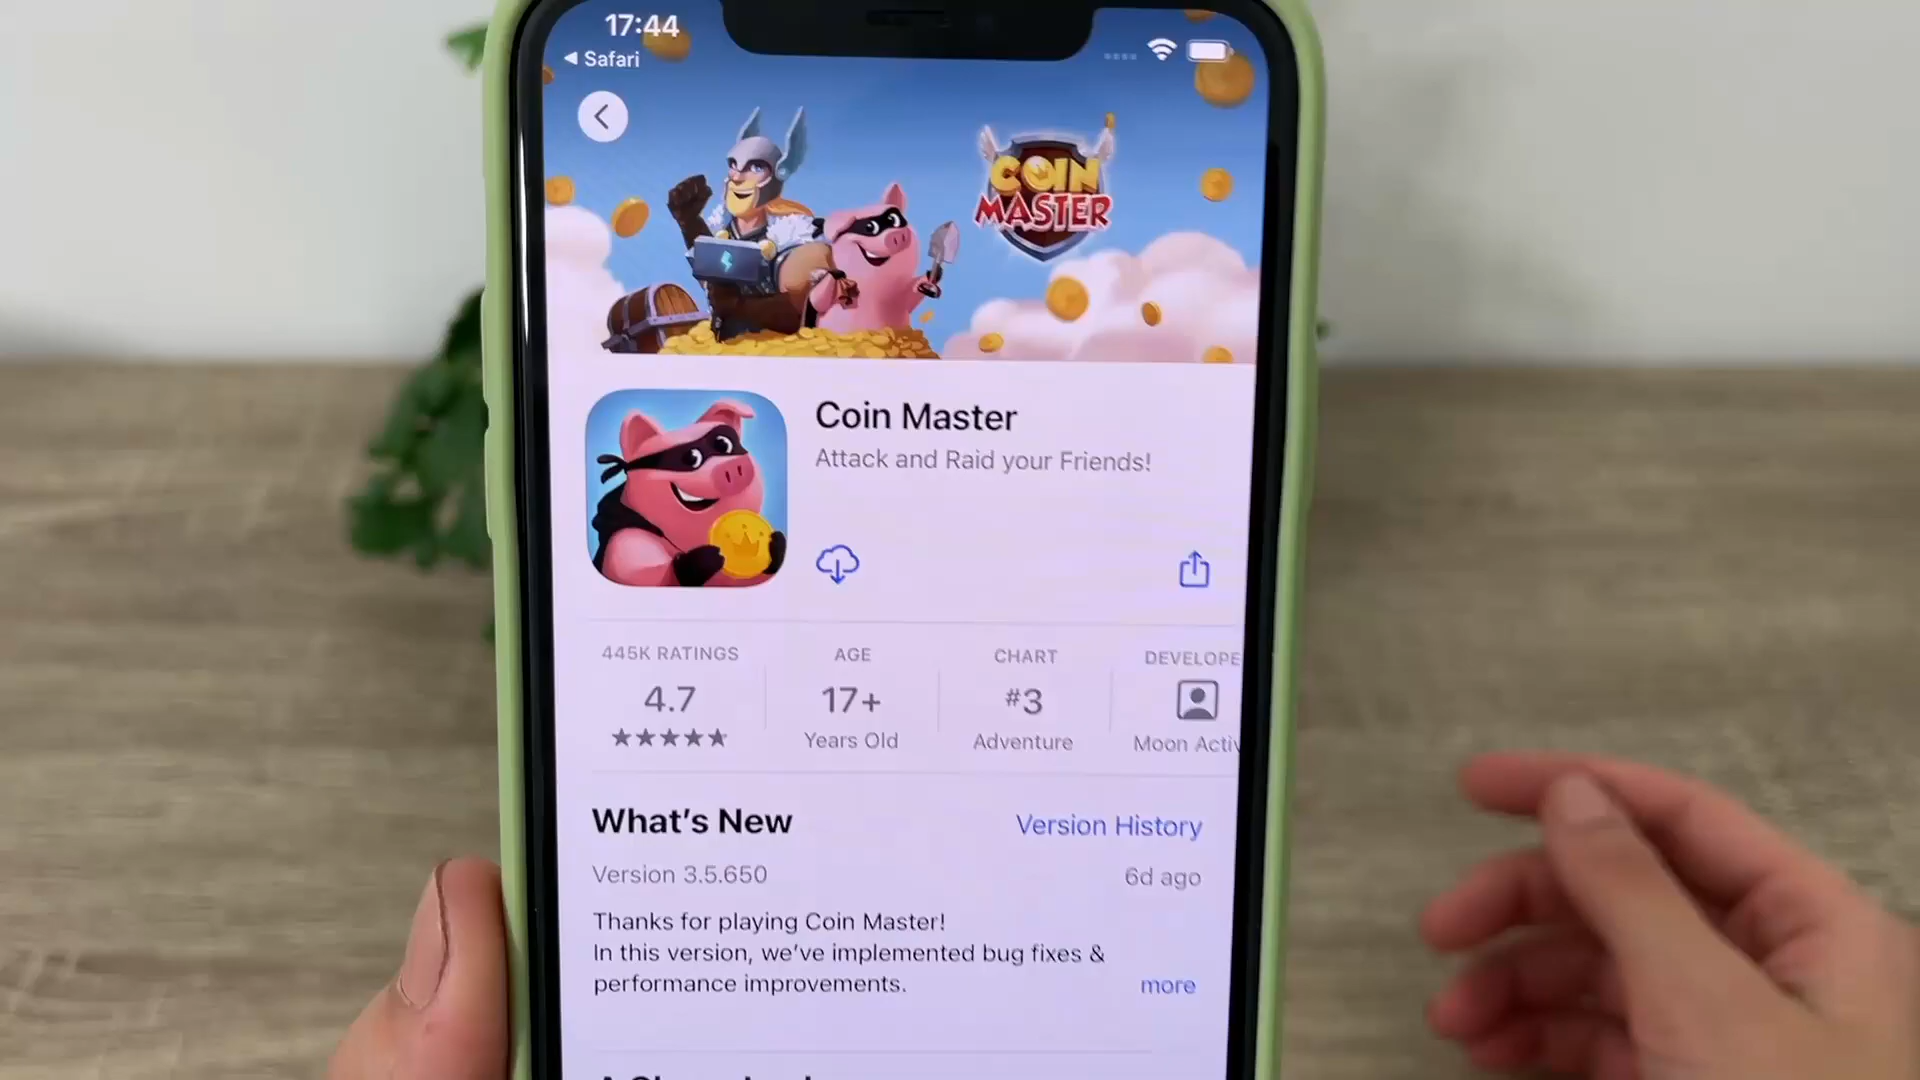 17:44
Safari
COIN
MASTER
Coin Master
Attack and Raid your Friends!
445K RATINGS
4.7
AGE
17+
Years Old
CHART
#3
Adventure
DEVELOPE
Moon Activ
What's New
Version History
Version 3.5.650
6d ago
Thanks for playing Coin Master!
In this version, we've implemented bug fixes &
performance improvements.
more